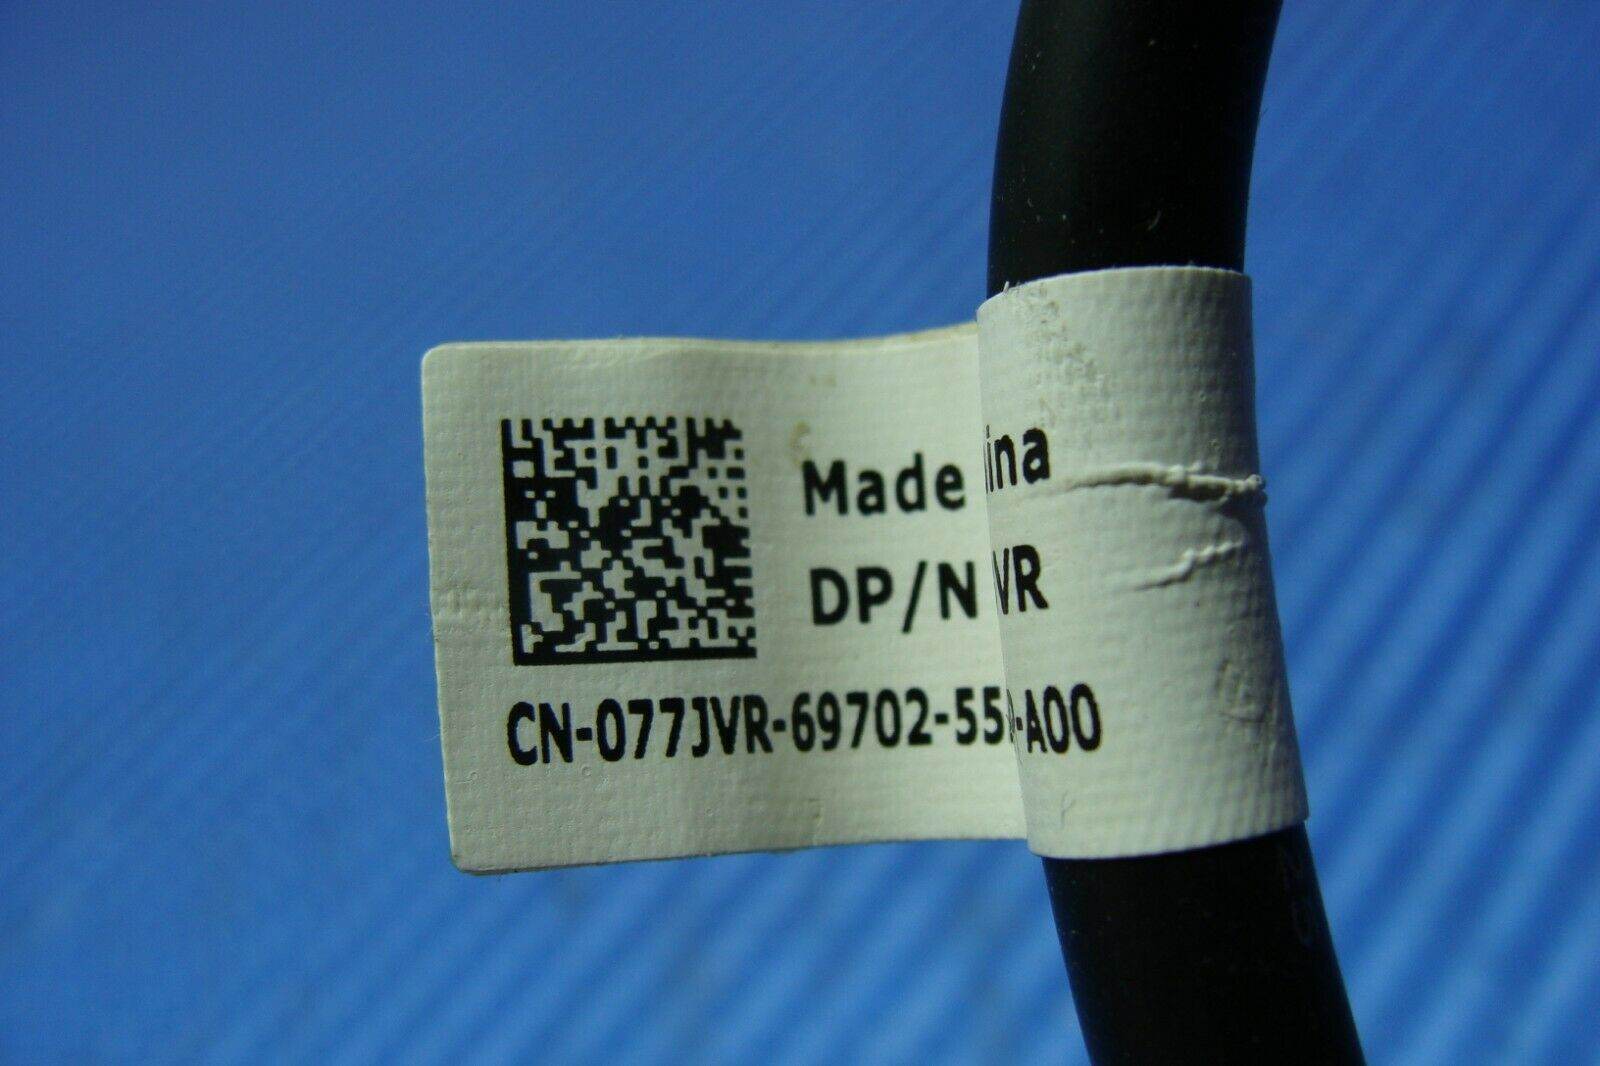 Made ina
DP/N VR
CN-077JVR-69702-55 -A00